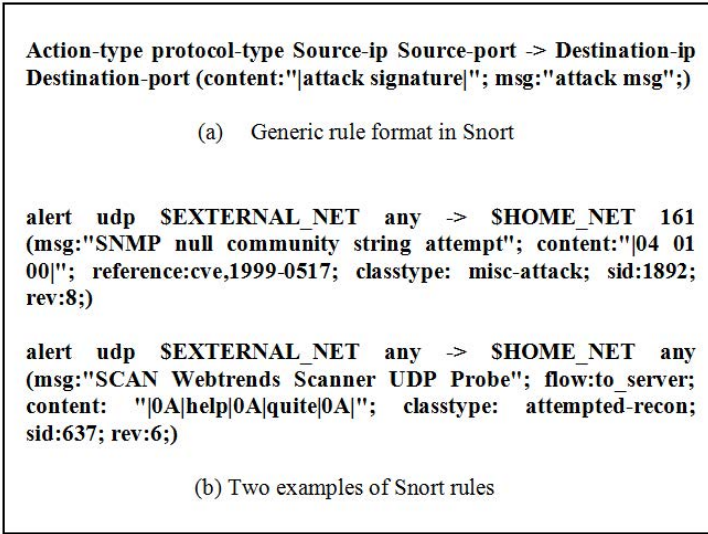 Action-type protocol-type Source-ip Source-port -> Destination-ip
Destination-port (content:"|attack signature|"; msg:"attack msg";)
(a) Generic rule format in Snort
alert udp $EXTERNAL_NET any -> $HOME_NET 161
(msg:"SNMP null community string attempt"; content:"|04 01
00|"; reference:cve,1999-0517; classtype: misc-attack; sid:1892;
rev:8;)
alert udp $EXTERNAL_NET any -> $HOME_NET any
(msg:"SCAN Webtrends Scanner UDP Probe"; flow:to_server;
content: "|0A|help|0A|quite|0A|"; classtype: attempted-recon;
sid:637; rev:6;)
(b) Two examples of Snort rules